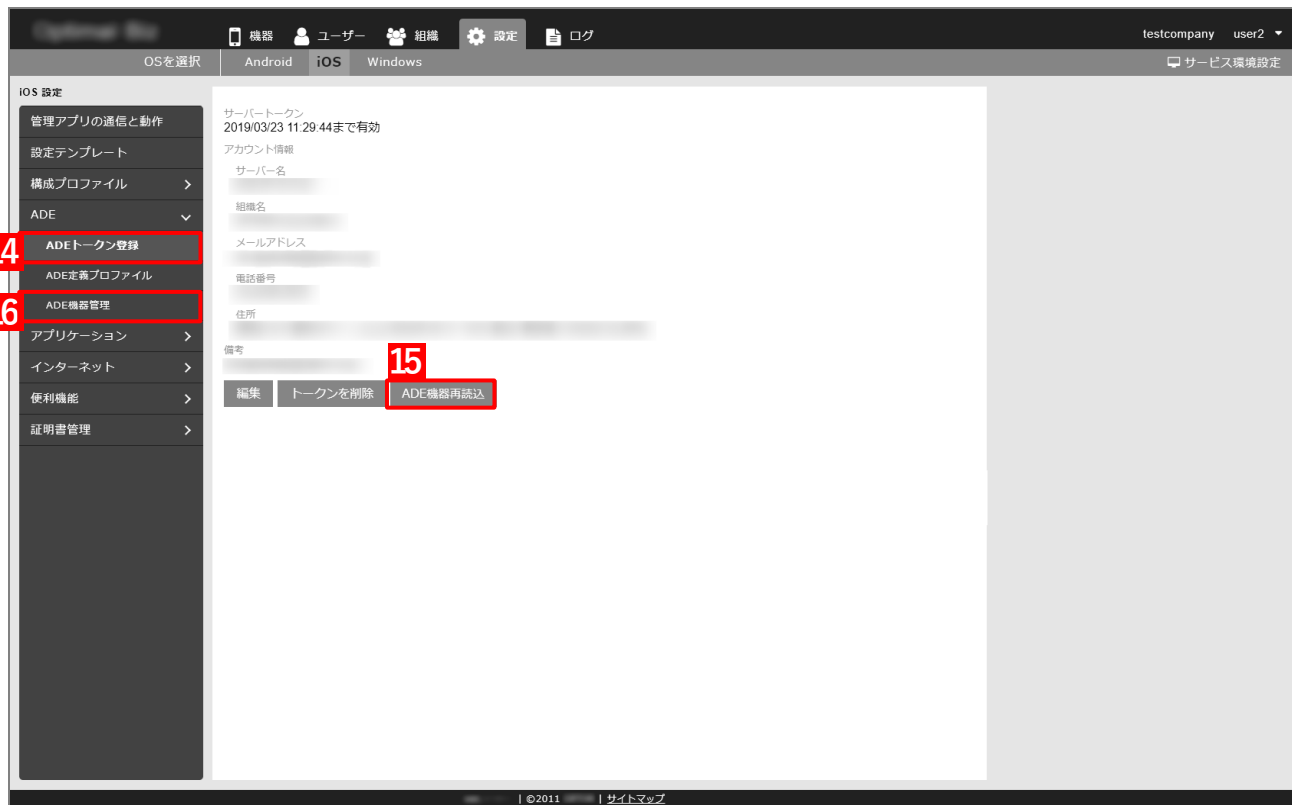 機器 ユーザー 組織 設定 ログ testcompany user2
OSを選択 Android iOS Windows サービス環境設定
iOS 設定
管理アプリの通信と動作
設定テンプレート
構成プロファイル
ADE
4 ADEトークン登録
ADE定義プロファイル
6 ADE機器管理
アプリケーション
インターネット
便利機能
証明書管理
サーバートークン
2019/03/23 11:29:44まで有効
アカウント情報
サーバー名
組織名
メールアドレス
電話番号
住所
備考
15
編集 トークンを削除 ADE機器再読込
| ©2011 | サイトマップ